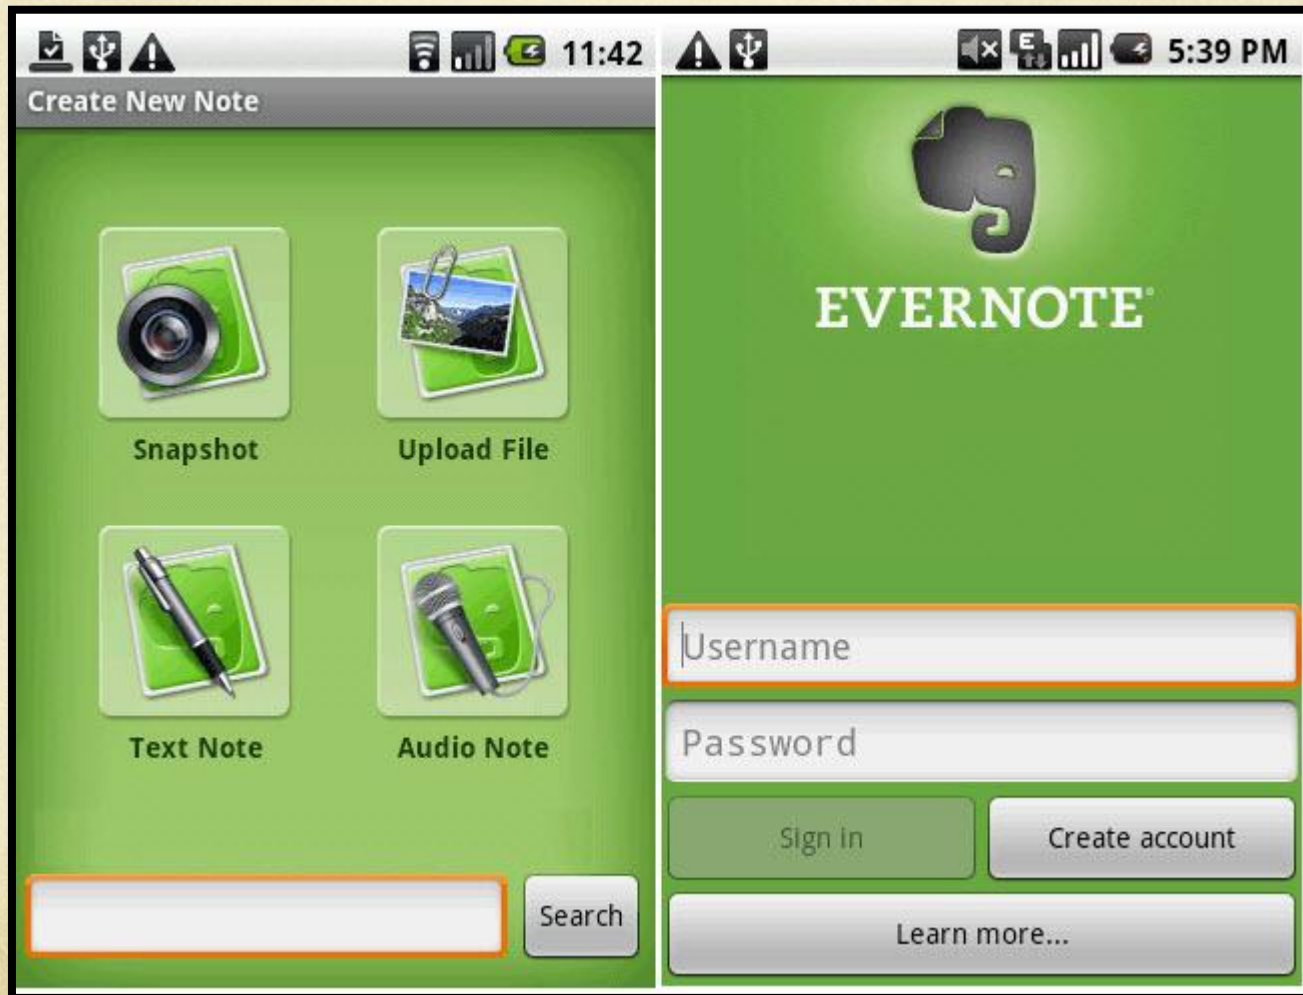 11:42
Create New Note
Snapshot
Upload File
Text Note
Audio Note
Search
E
5:39 PM
EVERNOTE®
Username
Password
Sign in
Create account
Learn more...